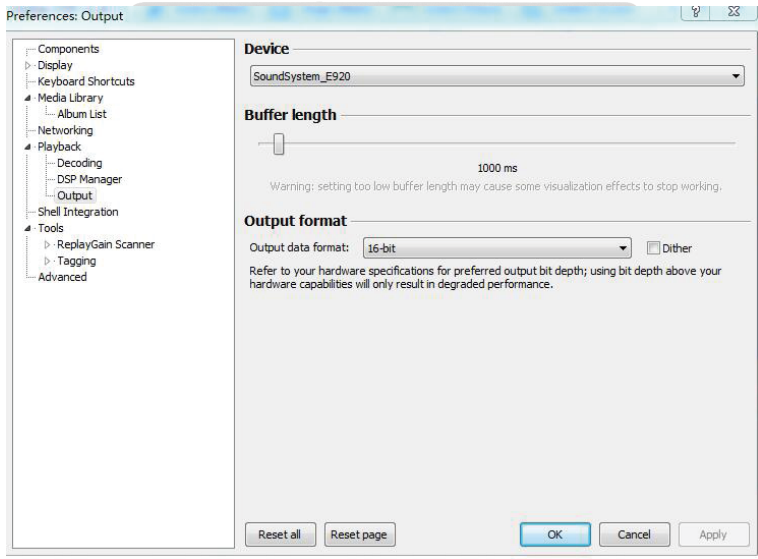 Preferences: Output
Components
Display
Keyboard Shortcuts
Media Library
Album List
Networking
Playback
Decoding
DSP Manager
Output
Shell Integration
Tools
ReplayGain Scanner
Tagging
Advanced
Device
SoundSystem_E920
Buffer length
1000 ms
Warning: setting too low buffer length may cause some visualization effects to stop working.
Output format
Output data format: 16-bit Dither
Refer to your hardware specifications for preferred output bit depth; using bit depth above your
hardware capabilities will only result in degraded performance.
Reset all Reset page OK Cancel Apply